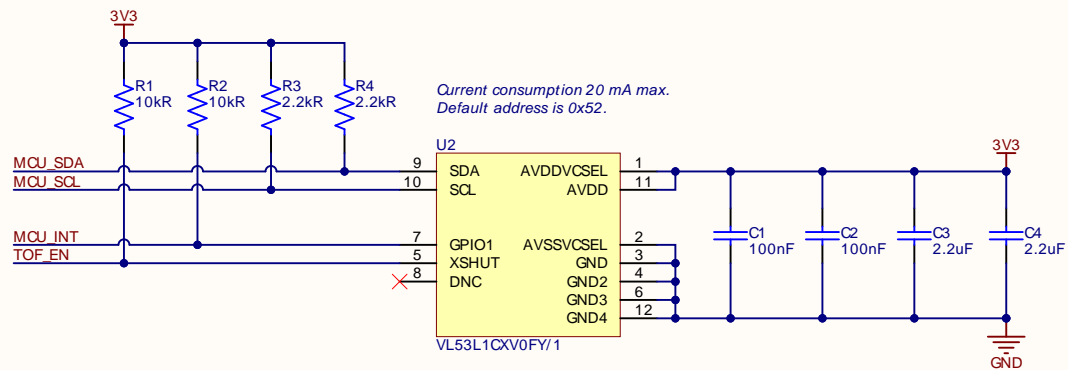 3V3
R1
10kR
R2
10kR
R3
2.2kR
R4
2.2kR
Current consumption 20 mA max.
Default address is 0x52.
U2
MCU_SDA
9
SDA
AVDDVCSEL
1
3V3
MCU_SCL
10
SCL
AVDD
11
C1
100nF
C2
100nF
C3
2.2uF
C4
2.2uF
MCU_INT
7
GPIO1
AVSSVCSEL
2
TOF_EN
5
XSHUT
GND
3
8
DNC
GND2
4
GND3
6
GND4
12
VL53L1CXV0FY/1
GND